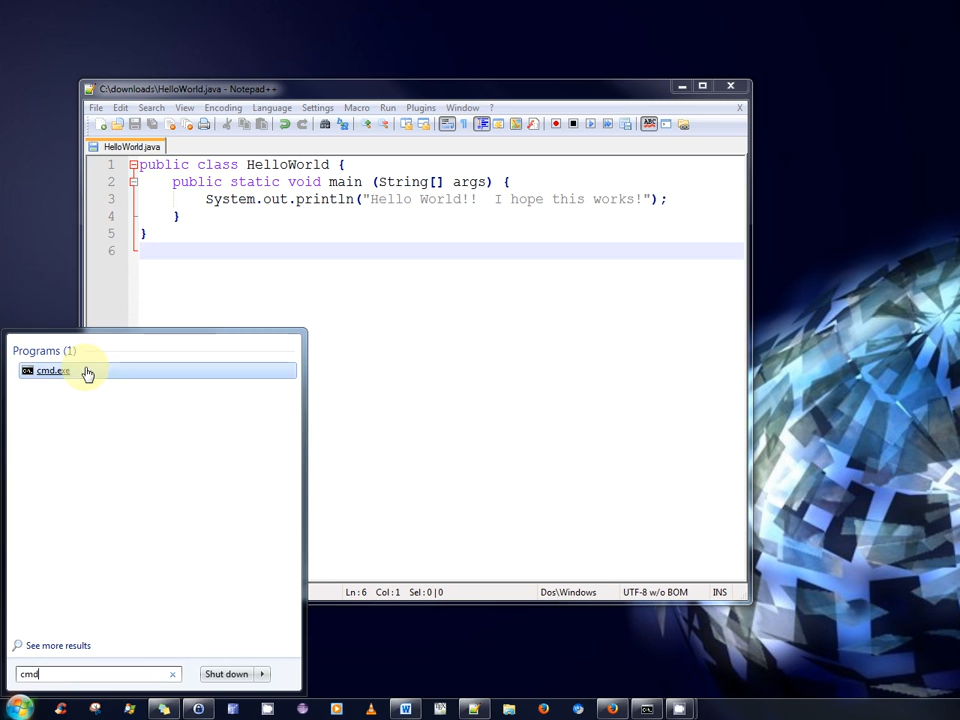 C:\downloads\HelloWorld.java - Notepad++
File Edit Search View Encoding Language Settings Macro Run Plugins Window ? X
HelloWorld.java
1 public class HelloWorld {
2 public static void main (String[] args) {
3 System.out.println("Hello World!!  I hope this works!");
4 }
5 }
6
Programs (1)
cmd.exe
See more results
cmd
Shut down
Ln : 6 Col : 1 Sel : 0 | 0 Dos\Windows UTF-8 w/o BOM INS